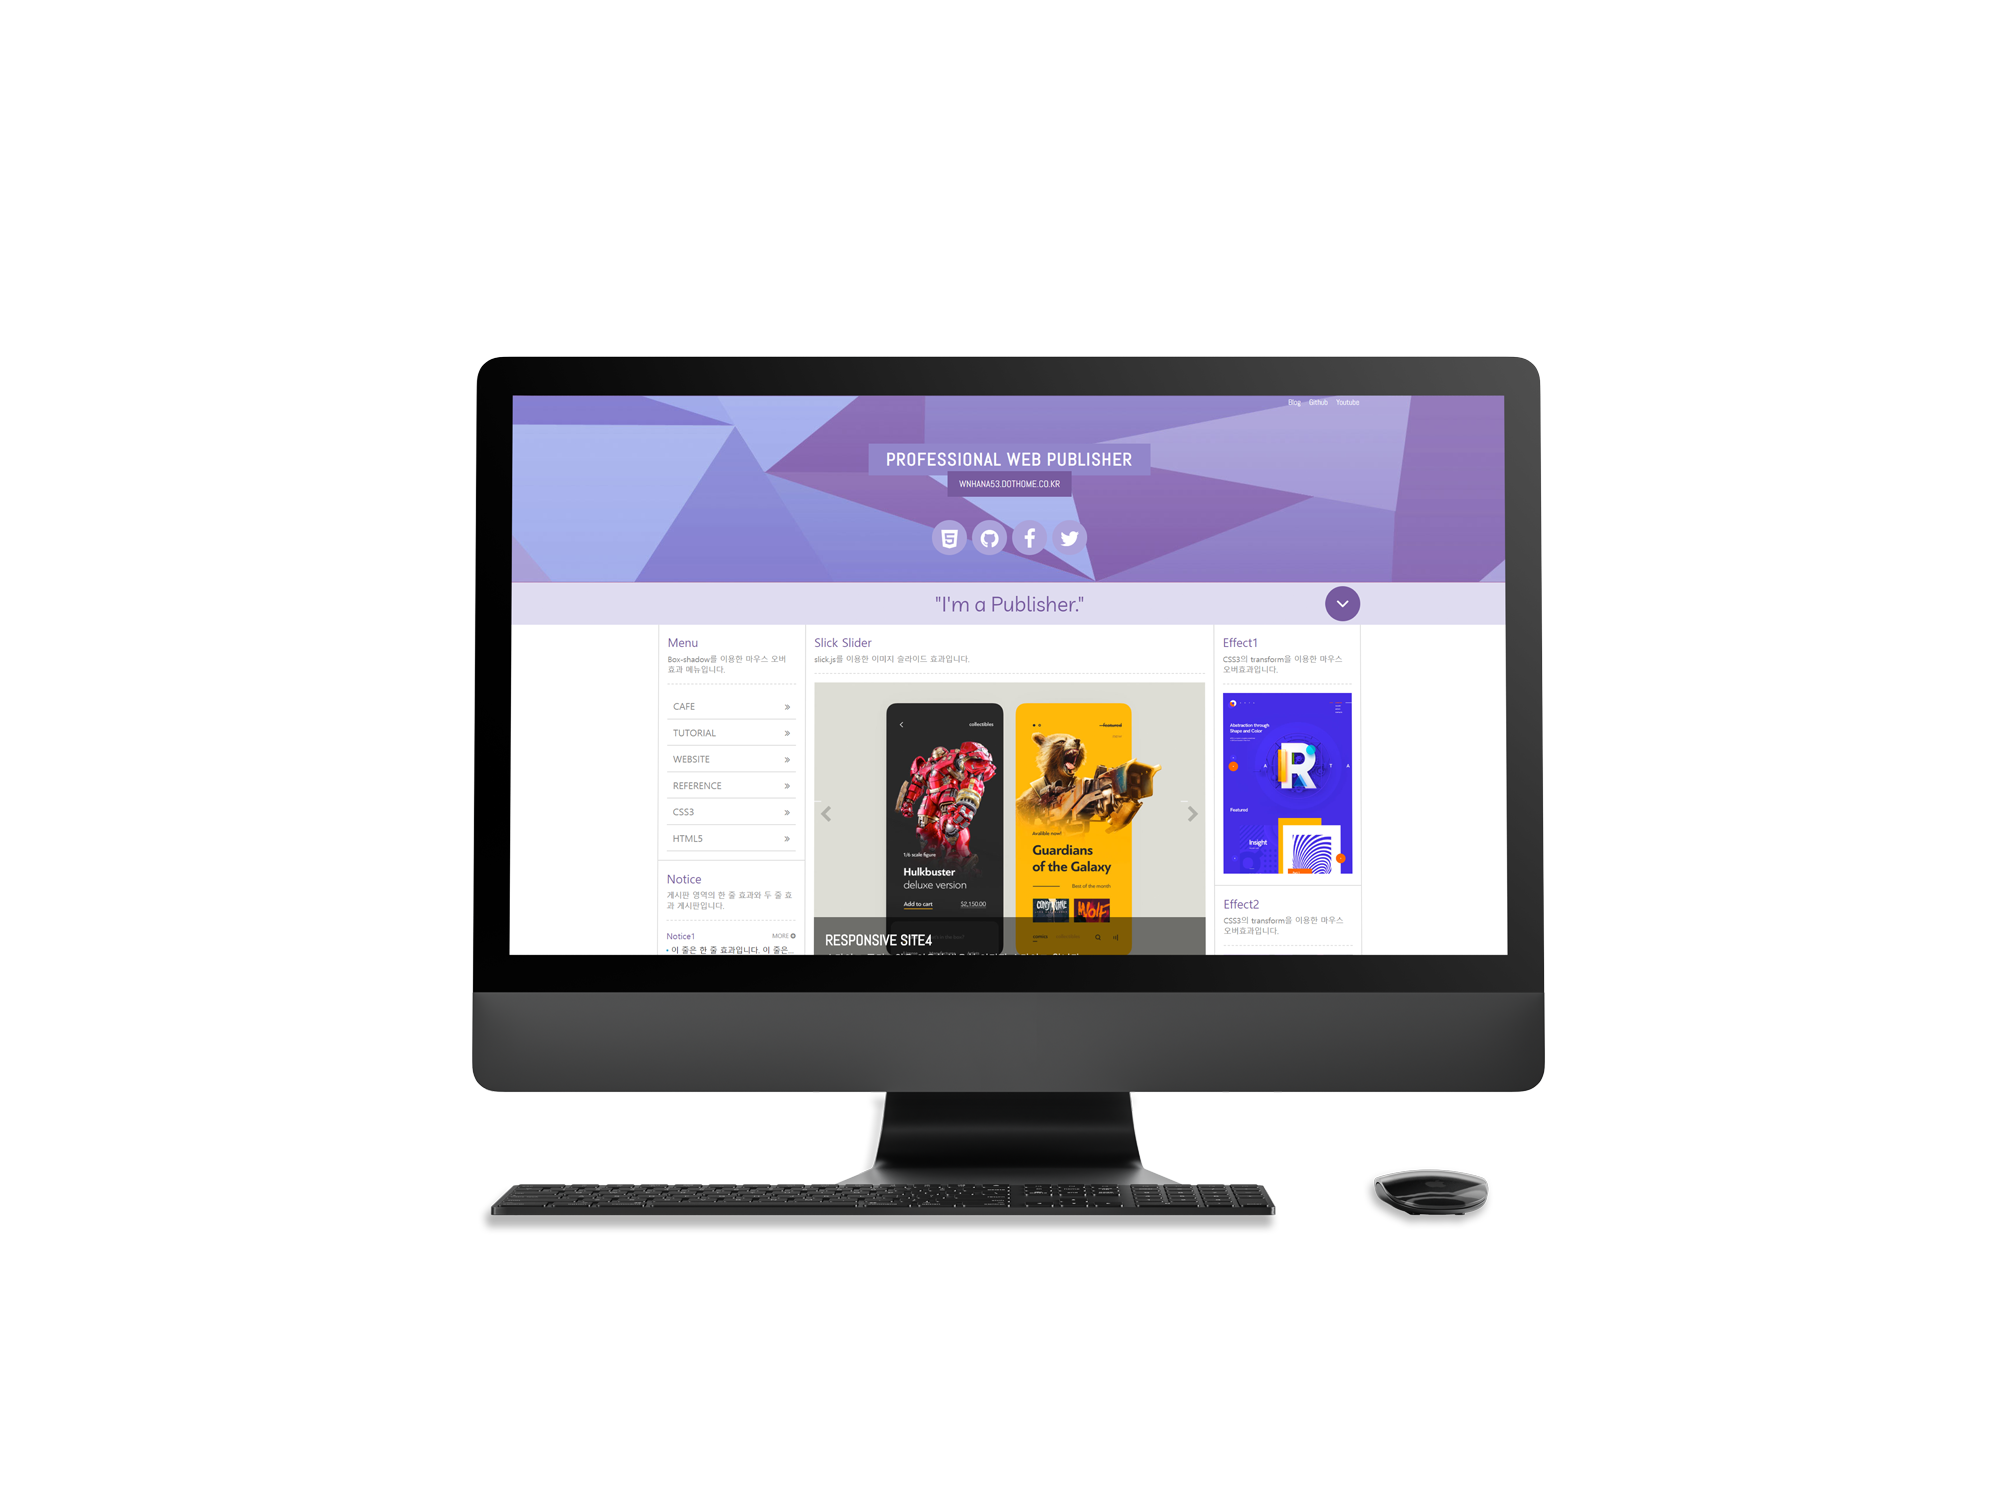 Blog Github Youtube
PROFESSIONAL WEB PUBLISHER
WNHANA53.DOTHOME.CO.KR
"I'm a Publisher."
Menu
Box-shadow를 이용한 마우스 오버
효과 메뉴입니다.
CAFE
TUTORIAL
WEBSITE
REFERENCE
CSS3
HTML5
Notice
게시판 영역의 한 줄 효과와 두 줄 효
과 게시판입니다.
Notice1 MORE
이 줄은 한 줄 효과입니다. 이 줄은...
Slick Slider
slick.js를 이용한 이미지 슬라이드 효과입니다.
collectibles
1/6 scale figure
Hulkbuster
deluxe version
Add to cart $2,150.00
Avalible now!
Guardians
of the Galaxy
Best of the month
RESPONSIVE SITE4
Effect1
CSS3의 transform을 이용한 마우스
오버효과입니다.
Abstraction through
Shape and Color
R
A T A
Featured
Insight
Effect2
CSS3의 transform을 이용한 마우스
오버효과입니다.